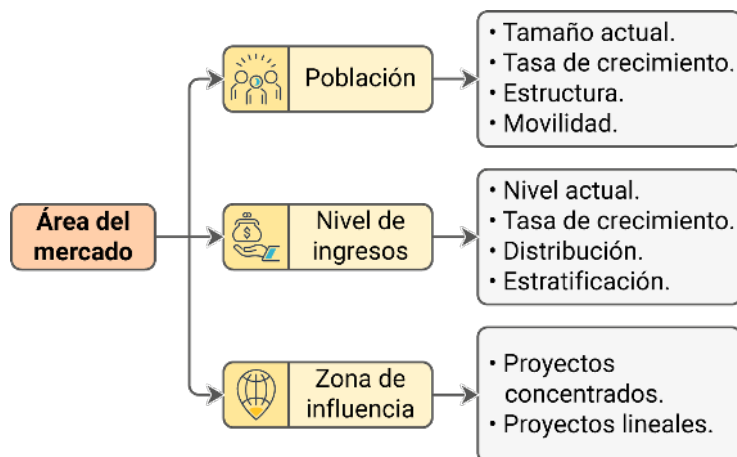 Área del
mercado
Población
• Tamaño actual.
• Tasa de crecimiento.
• Estructura.
• Movilidad.
Nivel de
ingresos
• Nivel actual.
• Tasa de crecimiento.
• Distribución.
• Estratificación.
Zona de
influencia
• Proyectos
concentrados.
• Proyectos lineales.